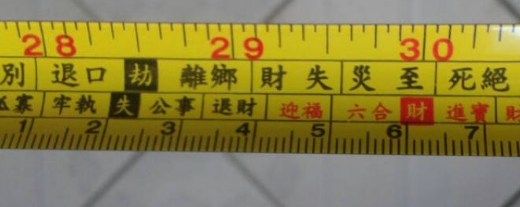 28 29 30
別 退口 劫 離鄉 財失 災至 死絕
寡 牢執 失 公事 退財 迎福 六合 財 進寶 財
1 2 3 4 5 6 7